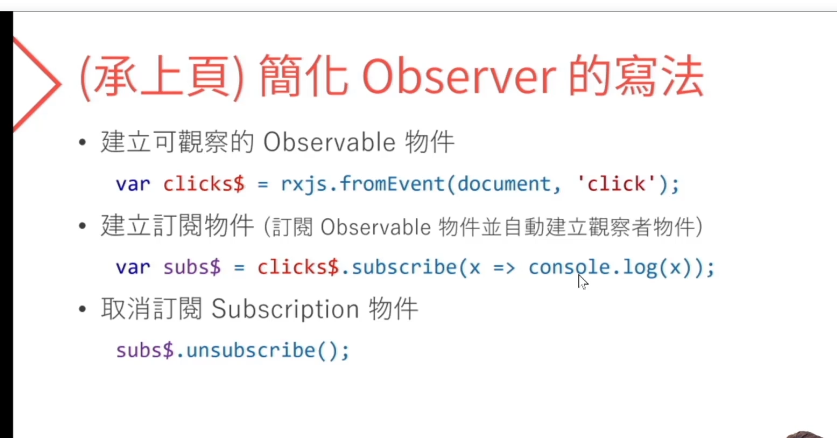 (承上頁) 簡化 Observer 的寫法
• 建立可觀察的 Observable 物件
var clicks$ = rxjs.fromEvent(document, 'click');
• 建立訂閱物件 (訂閱 Observable 物件並自動建立觀察者物件)
var subs$ = clicks$.subscribe(x => console.log(x));
• 取消訂閱 Subscription 物件
subs$.unsubscribe();